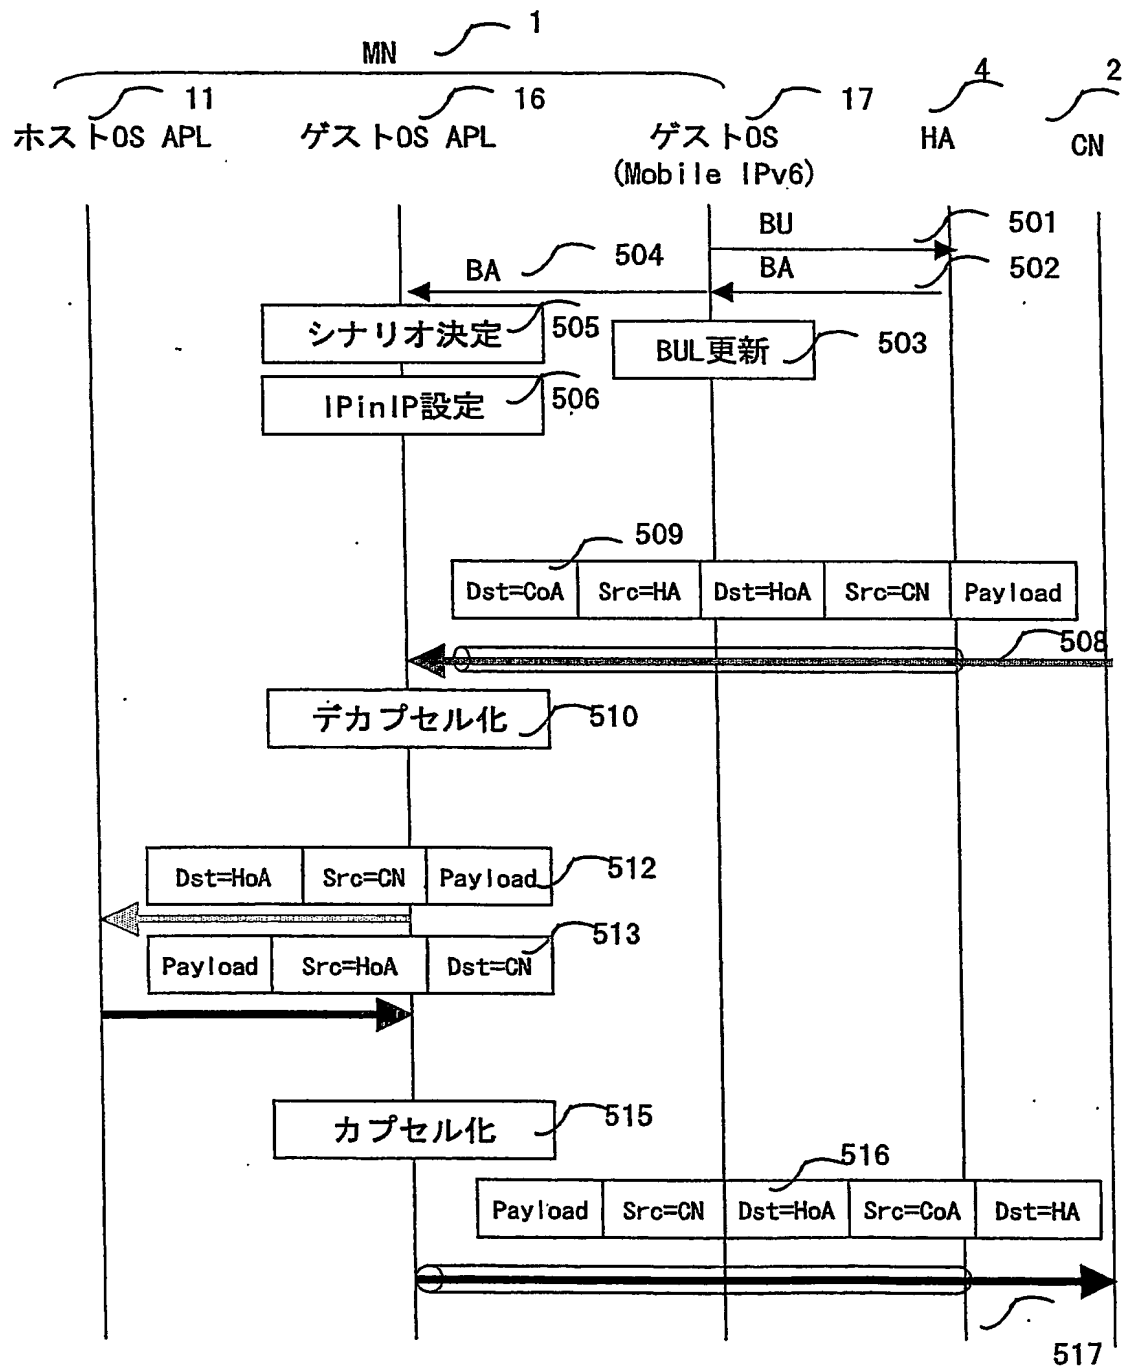 MN 1
11 16 17 4 2
ホストOS APL ゲストOS APL ゲストOS HA CN
(Mobile IPv6)
BU 501
BA 504 BA 502
シナリオ決定 505 BUL更新 503
IPinIP設定 506
509
Dst=CoA Src=HA Dst=HoA Src=CN Payload
508
デカプセル化 510
Dst=HoA Src=CN Payload 512
513
Payload Src=HoA Dst=CN
カプセル化 515
516
Payload Src=CN Dst=HoA Src=CoA Dst=HA
517